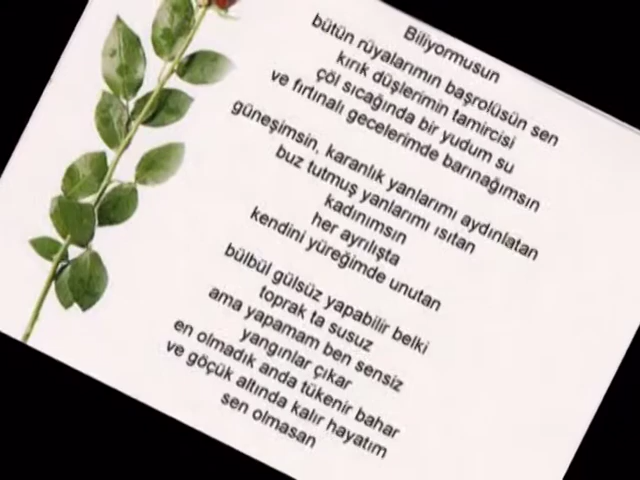 Biliyormusun
bütün rüyalarımın başrolüsün sen
kırık düşlerimin tamircisi
çöl sıcağında bir yudum su
ve fırtınalı gecelerimde barınağımsın
güneşimsin, karanlık yanlarımı aydınlatan
buz tutmuş yanlarımı ısıtan
kadınımsın
her ayrılışta
kendini yüreğimde unutan
bülbül gülsüz yapabilir belki
toprak ta susuz
ama yapamam ben sensiz
yangınlar çıkar
en olmadık anda tükenir bahar
ve göçük altında kalır hayatım
sen olmasan